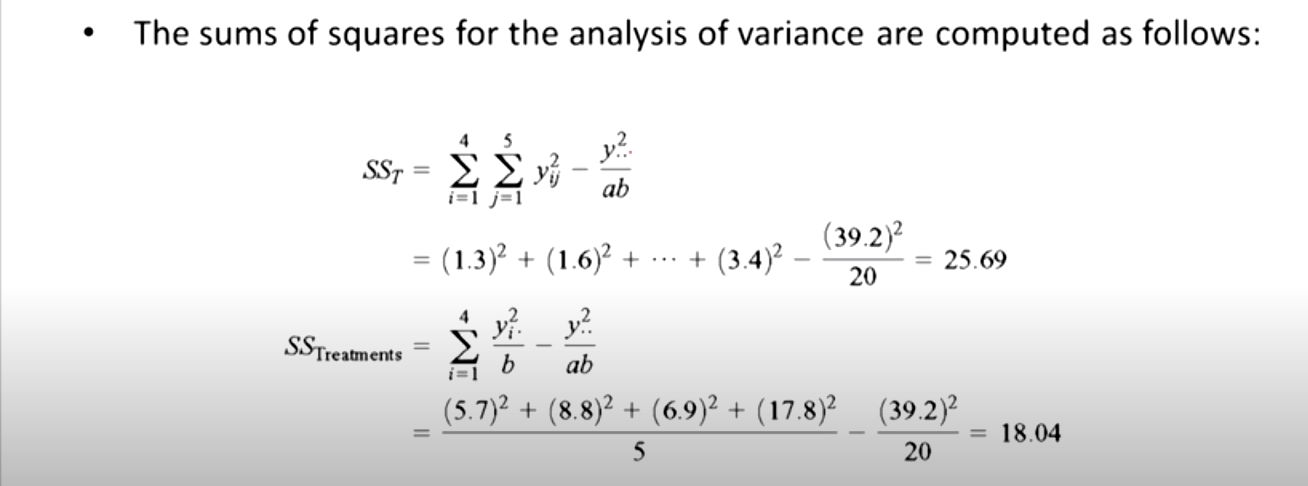 • The sums of squares for the analysis of variance are computed as follows:
SS_T = \sum_{i=1}^{4} \sum_{j=1}^{5} y_{ij}^2 - \frac{y_{..}^2}{ab}
= (1.3)^2 + (1.6)^2 + ⋯ + (3.4)^2 - \frac{(39.2)^2}{20} = 25.69
SS_{Treatments} = \sum_{i=1}^{4} \frac{y_{i.}^2}{b} - \frac{y_{..}^2}{ab}
= \frac{(5.7)^2 + (8.8)^2 + (6.9)^2 + (17.8)^2}{5} - \frac{(39.2)^2}{20} = 18.04